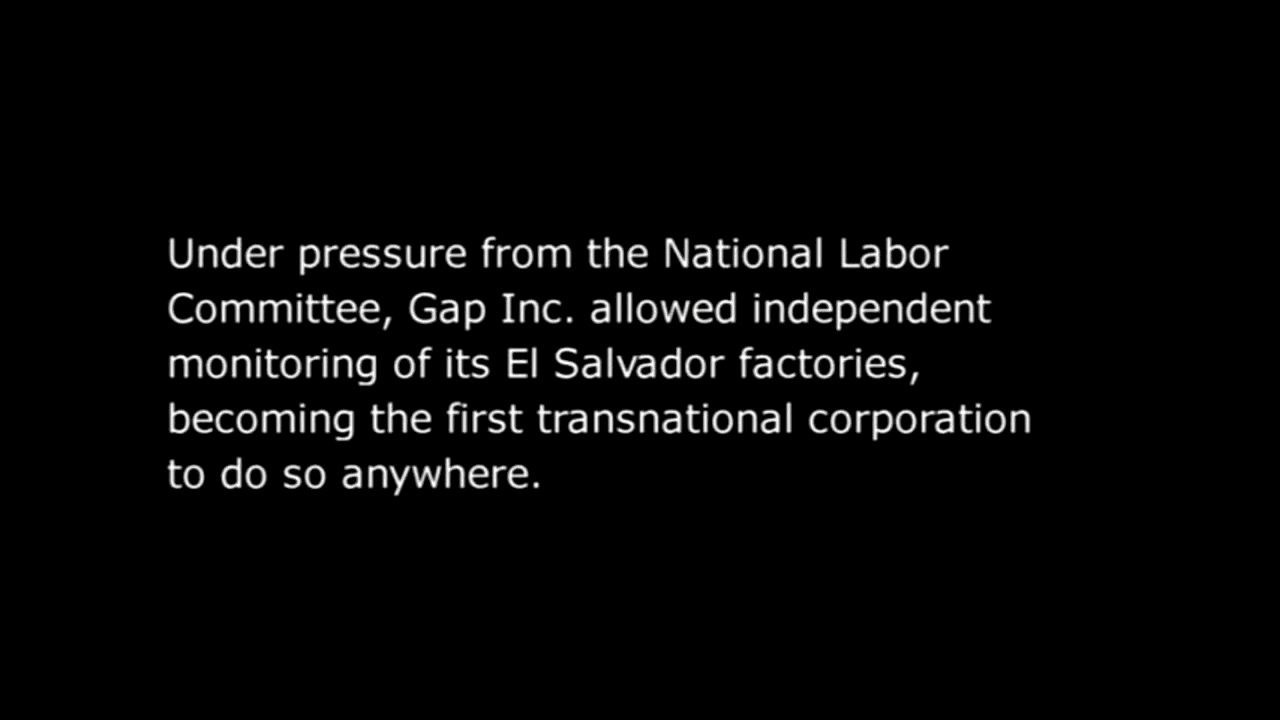 Under pressure from the National Labor
Committee, Gap Inc. allowed independent
monitoring of its El Salvador factories,
becoming the first transnational corporation
to do so anywhere.